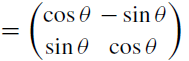 = ( cos θ − sin θ
sin θ cos θ )